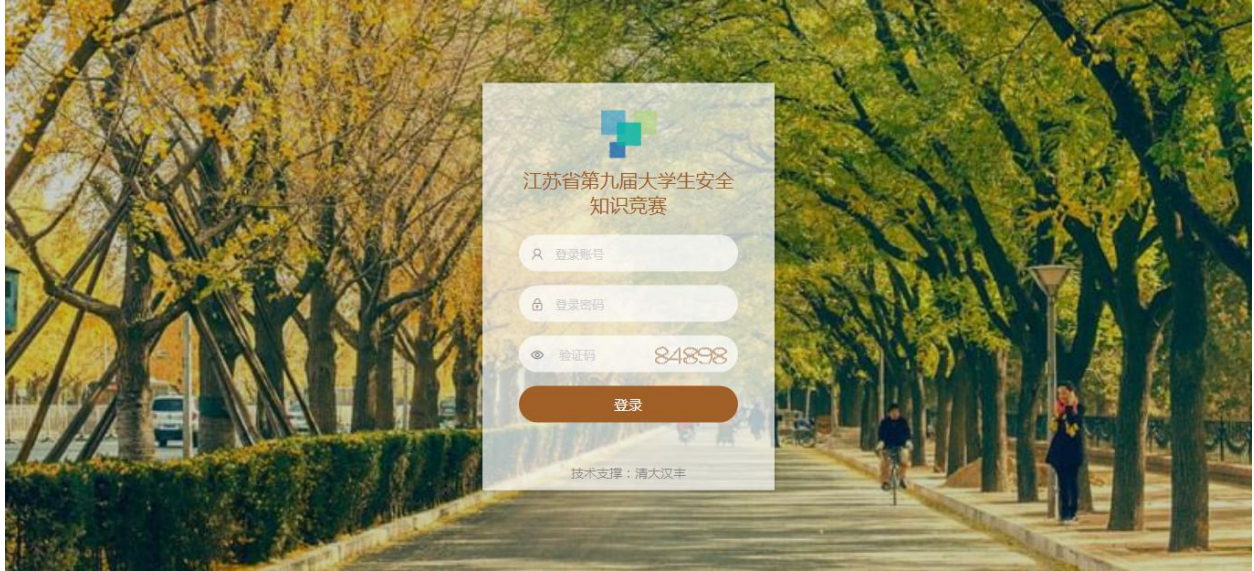 江苏省第九届大学生安全
知识竞赛
登录账号
登录密码
验证码 84898
登录
技术支撑：清大汉丰